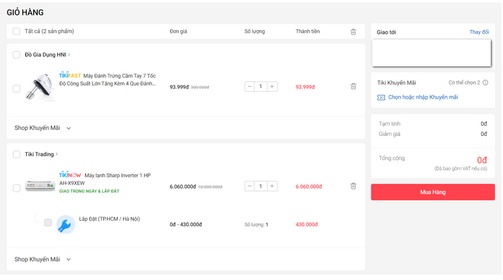 GIỎ HÀNG
Tất cả (2 sản phẩm) Đơn giá Số lượng Thành tiền
Đồ Gia Dụng HNI
TIKIFAST Máy Đánh Trứng Cầm Tay 7 Tốc
Độ Công Suất Lớn-Tặng Kèm 4 Que Đánh...
93.999đ 1 93.999đ
Shop Khuyến Mãi
Tiki Trading
TIKINOW Máy lạnh Sharp Inverter 1 HP
AH-X9XEW
GIAO TRONG NGÀY & LẮP ĐẶT
6.060.000đ 1 6.060.000đ
Lắp Đặt (TP.HCM / Hà Nội) 0đ - 430.000đ Số lượng: 1 430.000đ
Shop Khuyến Mãi
Giao tới Thay đổi
Tiki Khuyến Mãi Có thể chọn 2
Chọn hoặc nhập Khuyến mãi
Tạm tính 0đ
Giảm giá 0đ
Tổng cộng 0đ
(Đã bao gồm VAT nếu có)
Mua Hàng